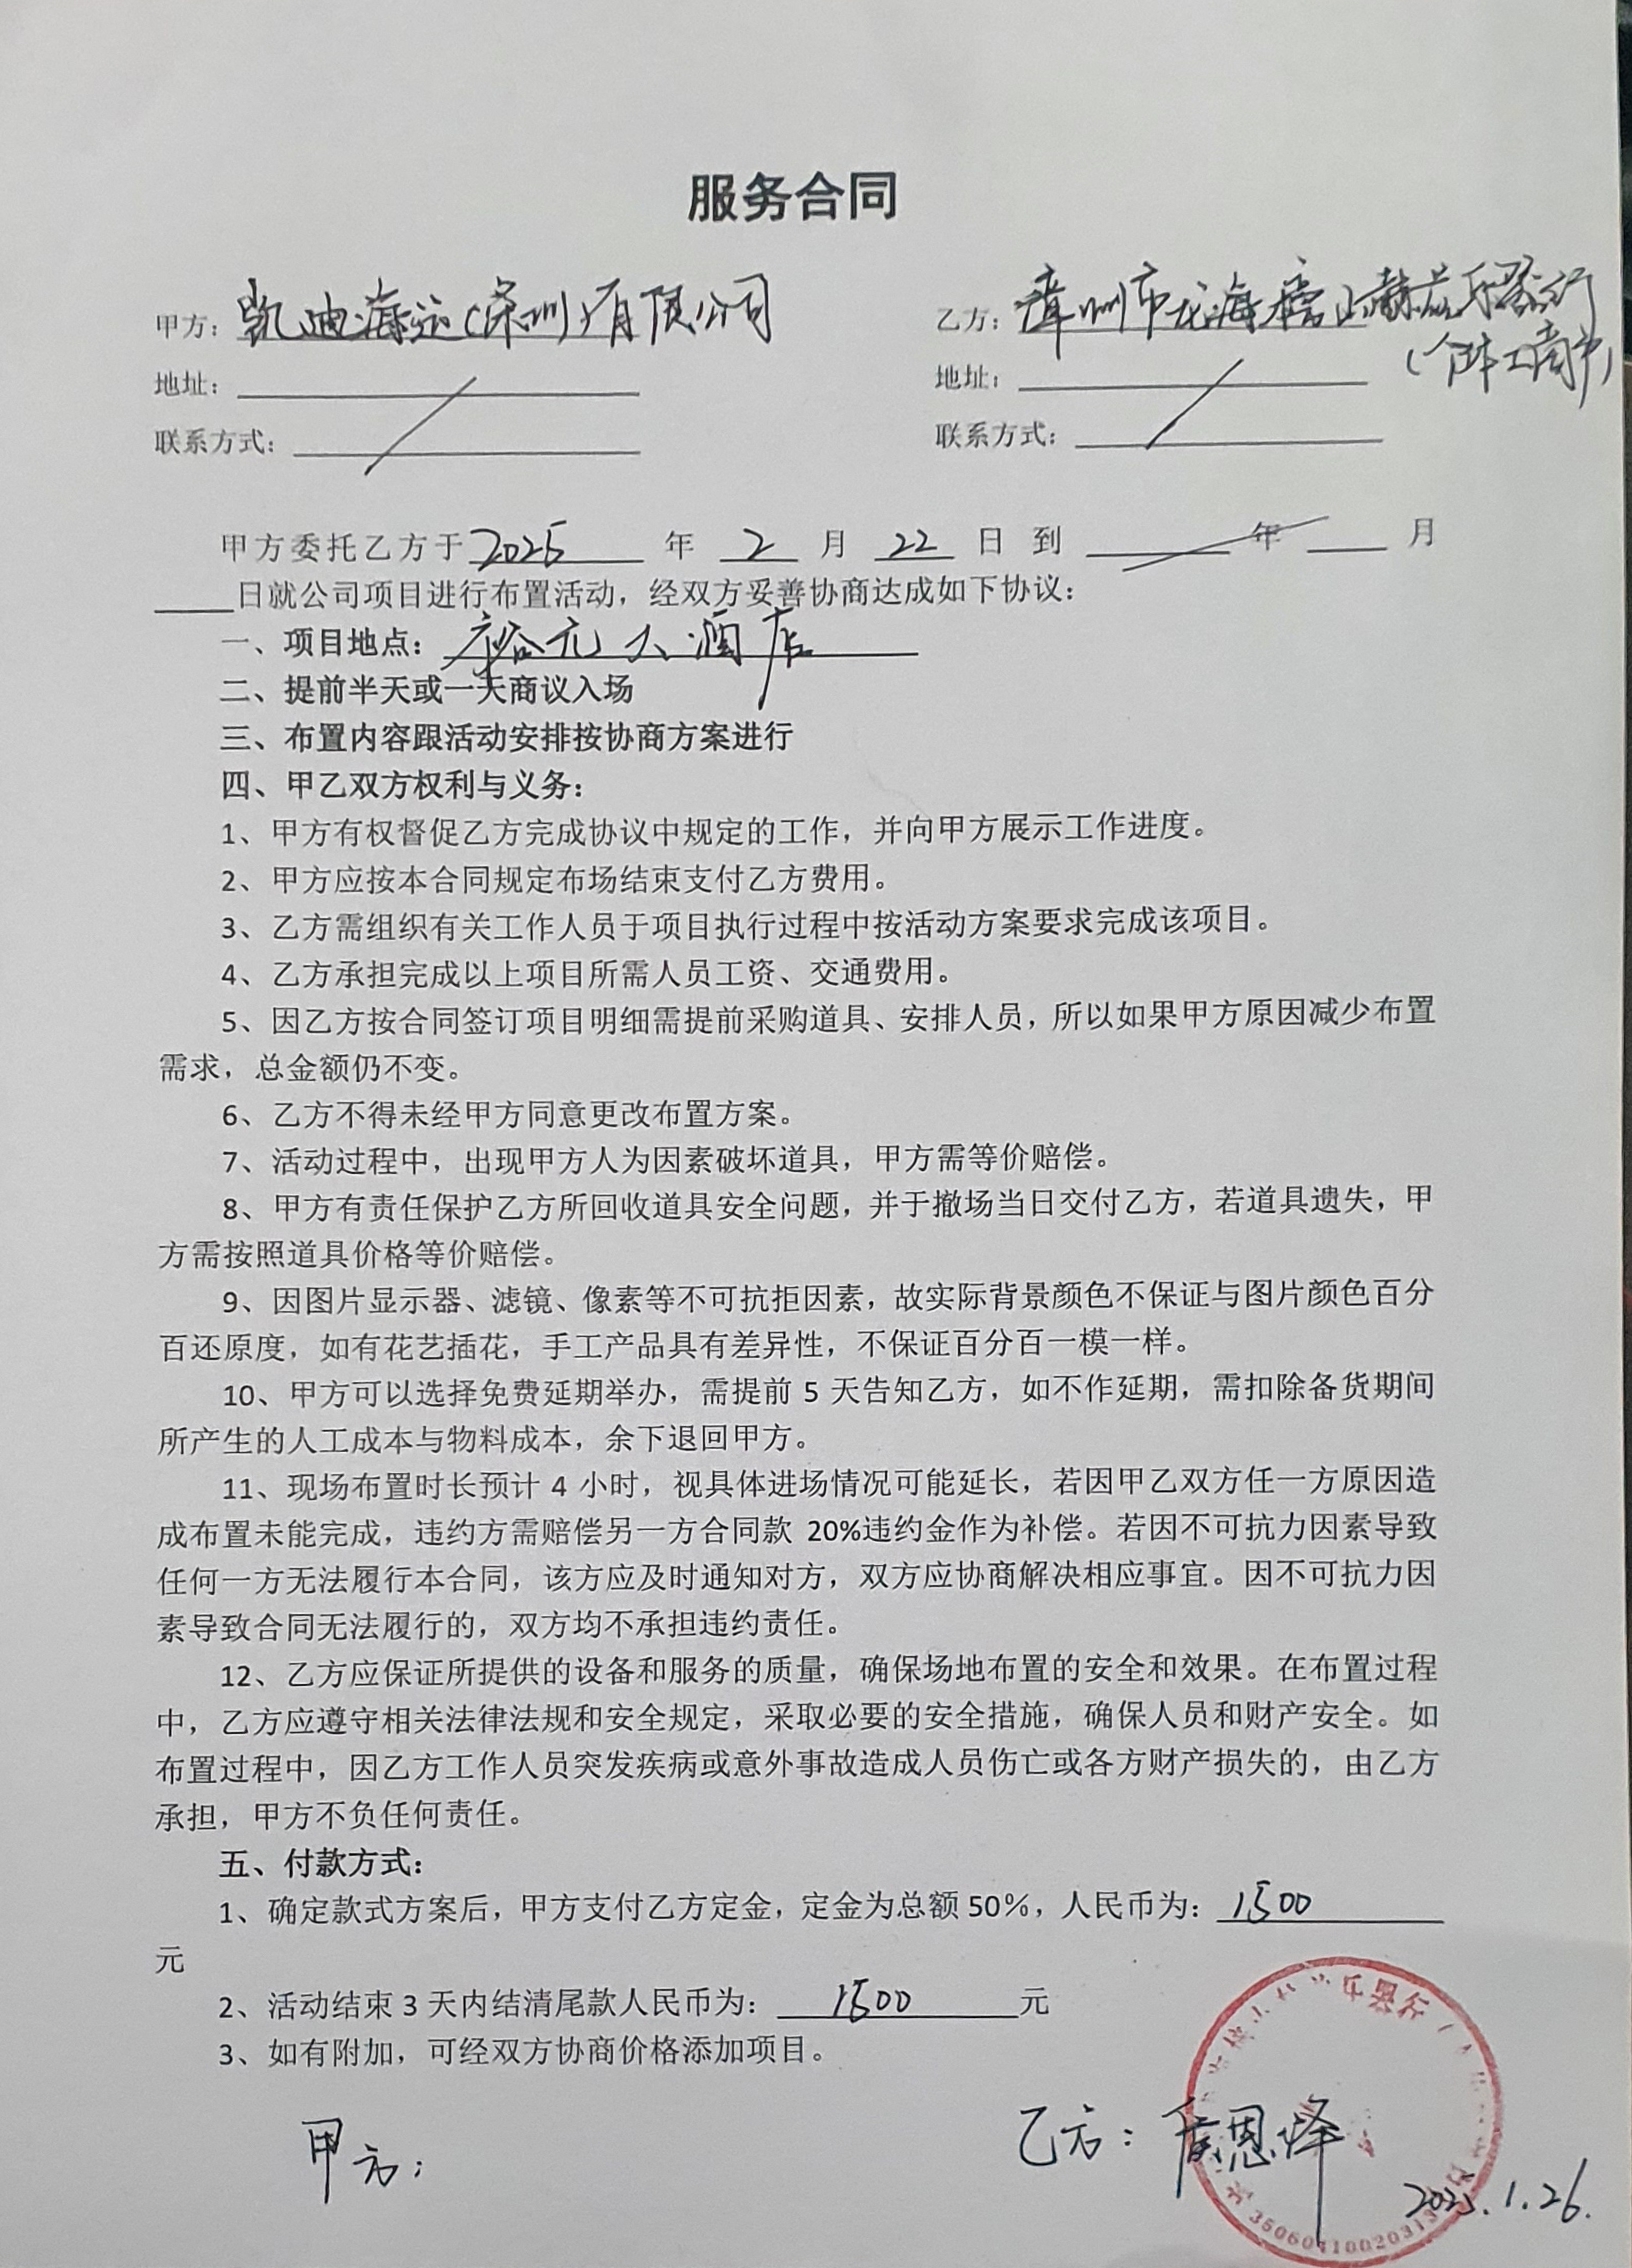 服务合同
甲方：凯迪海运（深圳）有限公司
乙方：漳州市龙海榜山赫兹乐器行
（个体工商户）
地址：
地址：
联系方式：
联系方式：
甲方委托乙方于2025年2月22日到 年 月
日就公司项目进行布置活动，经双方妥善协商达成如下协议：
一、项目地点：裕元大酒店
二、提前半天或一天商议入场
三、布置内容跟活动安排按协商方案进行
四、甲乙双方权利与义务：
1、甲方有权督促乙方完成协议中规定的工作，并向甲方展示工作进度。
2、甲方应按本合同规定布场结束支付乙方费用。
3、乙方需组织有关工作人员于项目执行过程中按活动方案要求完成该项目。
4、乙方承担完成以上项目所需人员工资、交通费用。
5、因乙方按合同签订项目明细需提前采购道具、安排人员，所以如果甲方原因减少布置
需求，总金额仍不变。
6、乙方不得未经甲方同意更改布置方案。
7、活动过程中，出现甲方人为因素破坏道具，甲方需等价赔偿。
8、甲方有责任保护乙方所回收道具安全问题，并于撤场当日交付乙方，若道具遗失，甲
方需按照道具价格等价赔偿。
9、因图片显示器、滤镜、像素等不可抗拒因素，故实际背景颜色不保证与图片颜色百分
百还原度，如有花艺插花，手工产品具有差异性，不保证百分百一模一样。
10、甲方可以选择免费延期举办，需提前 5 天告知乙方，如不作延期，需扣除备货期间
所产生的人工成本与物料成本，余下退回甲方。
11、现场布置时长预计 4 小时，视具体进场情况可能延长，若因甲乙双方任一方原因造
成布置未能完成，违约方需赔偿另一方合同款 20%违约金作为补偿。若因不可抗力因素导致
任何一方无法履行本合同，该方应及时通知对方，双方应协商解决相应事宜。因不可抗力因
素导致合同无法履行的，双方均不承担违约责任。
12、乙方应保证所提供的设备和服务的质量，确保场地布置的安全和效果。在布置过程
中，乙方应遵守相关法律法规和安全规定，采取必要的安全措施，确保人员和财产安全。如
布置过程中，因乙方工作人员突发疾病或意外事故造成人员伤亡或各方财产损失的，由乙方
承担，甲方不负任何责任。
五、付款方式：
1、确定款式方案后，甲方支付乙方定金，定金为总额 50%，人民币为：1500
元
2、活动结束 3 天内结清尾款人民币为：1500元
3、如有附加，可经双方协商价格添加项目。
甲方：
乙方：
恩泽
2025.1.26.
乐器行